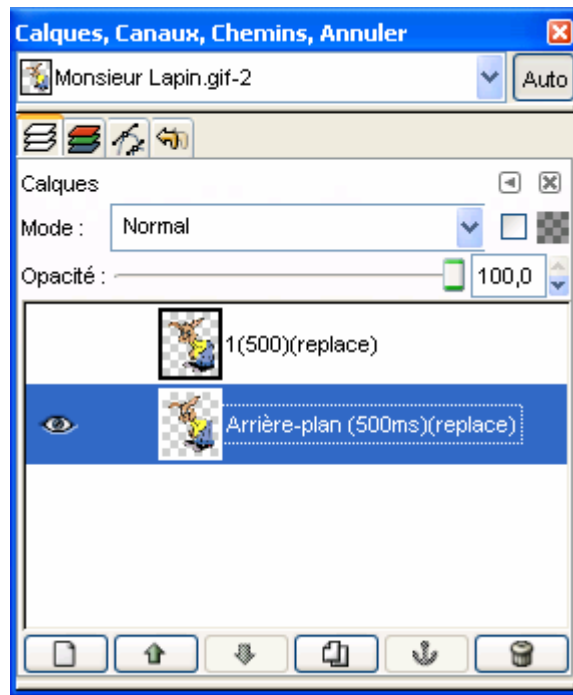 Calques, Canaux, Chemins, Annuler
Monsieur Lapin.gif-2
Auto
Calques
Mode :
Normal
Opacité :
100,0
1(500)(replace)
Arrière-plan (500ms)(replace)